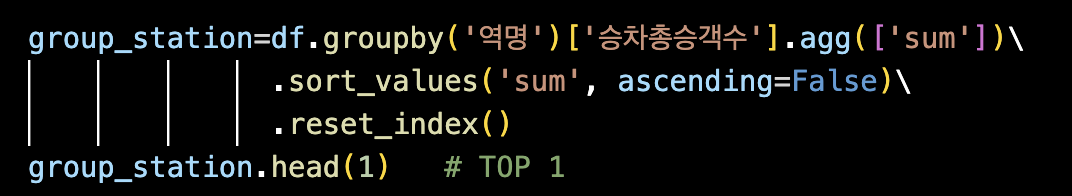 group_station=df.groupby('역명')['승차총승객수'].agg(['sum'])\
.sort_values('sum', ascending=False)\
.reset_index()
group_station.head(1)   # TOP 1